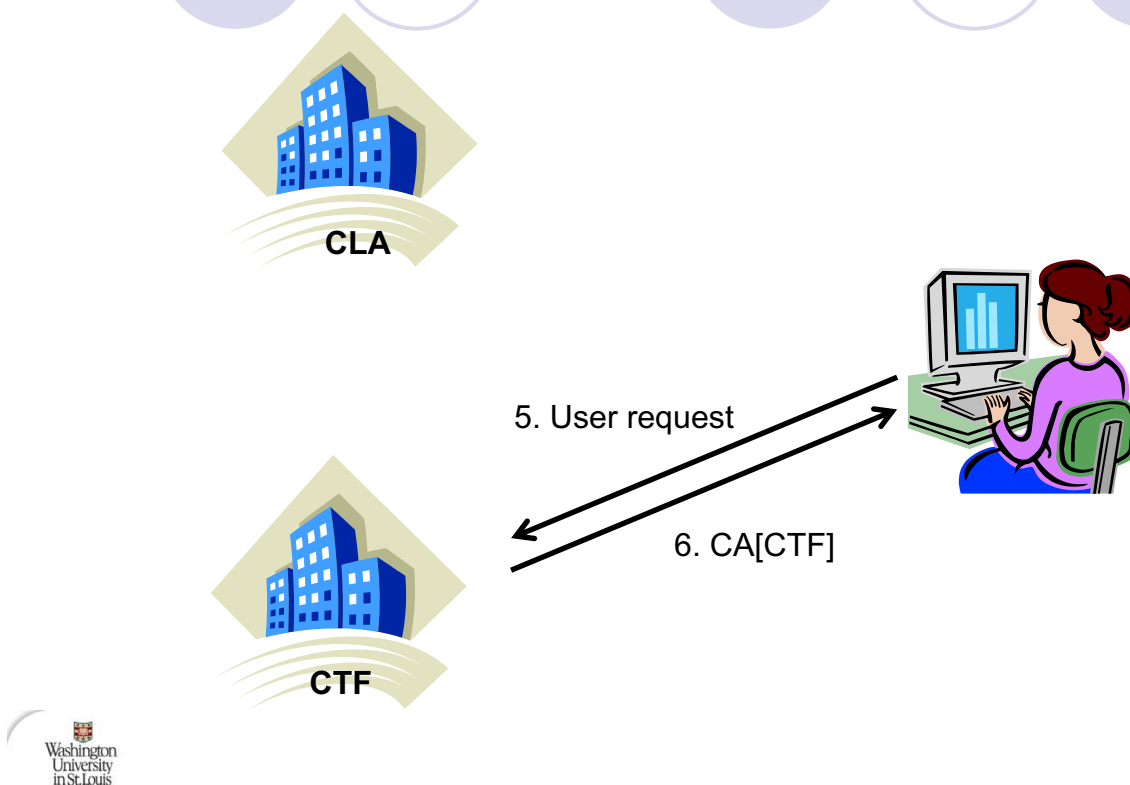 CLA
5. User request
6. CA[CTF]
CTF
Washington
University
in St.Louis